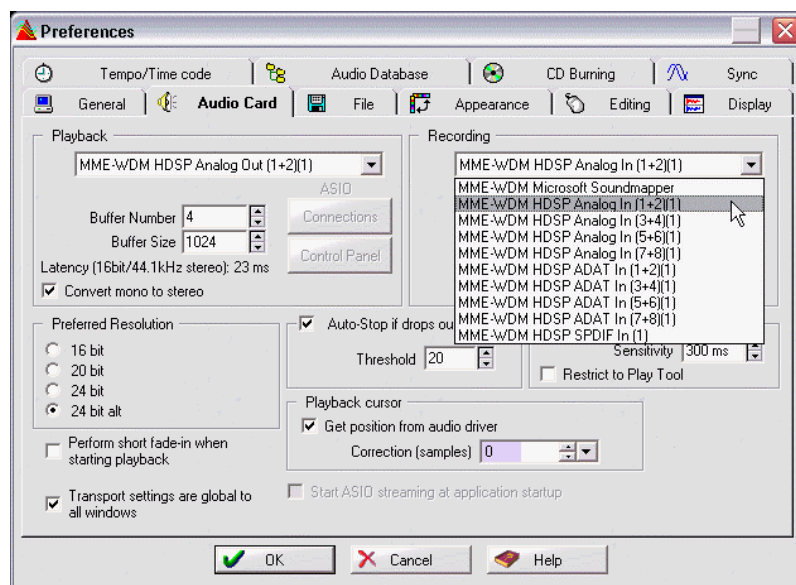 Preferences
Tempo/Time code
Audio Database
CD Burning
Sync
General
Audio Card
File
Appearance
Editing
Display
Playback
MME-WDM HDSP Analog Out (1+2)(1)
ASIO
Buffer Number 4
Connections
Buffer Size 1024
Control Panel
Latency (16bit/44.1kHz stereo): 23 ms
Convert mono to stereo
Recording
MME-WDM HDSP Analog In (1+2)(1)
MME-WDM Microsoft Soundmapper
MME-WDM HDSP Analog In (1+2)(1)
MME-WDM HDSP Analog In (3+4)(1)
MME-WDM HDSP Analog In (5+6)(1)
MME-WDM HDSP Analog In (7+8)(1)
MME-WDM HDSP ADAT In (1+2)(1)
MME-WDM HDSP ADAT In (3+4)(1)
MME-WDM HDSP ADAT In (5+6)(1)
MME-WDM HDSP ADAT In (7+8)(1)
MME-WDM HDSP SPDIF In (1)
Preferred Resolution
16 bit
20 bit
24 bit
24 bit alt
Auto-Stop if drops
Threshold 20
Sensitivity 300 ms
Restrict to Play Tool
Playback cursor
Get position from audio driver
Correction (samples) 0
Perform short fade-in when
starting playback
Transport settings are global to
all windows
Start ASIO streaming at application startup
OK
Cancel
Help